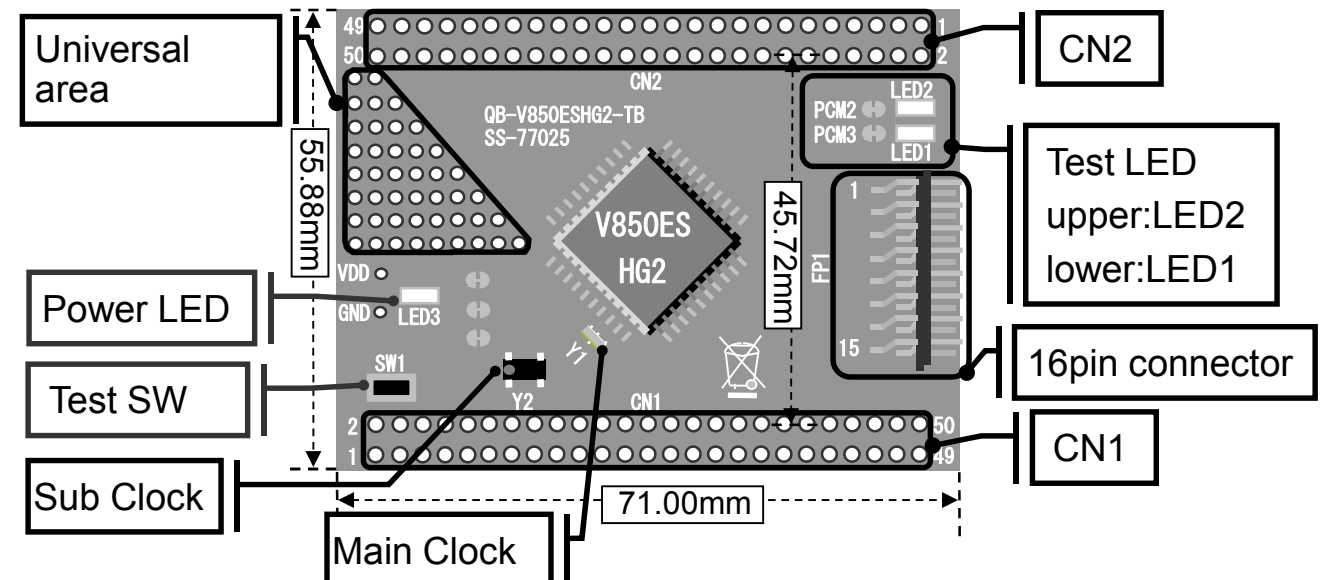 Universal
area
49
50
1
2
CN2
CN2
QB-V850ESHG2-TB
SS-77025
LED2
PCM2
PCM3
LED1
Test LED
upper:LED2
lower:LED1
55.88mm
45.72mm
V850ES
HG2
1
FP1
15
VDD
GND
LED3
Power LED
SW1
Test SW
Y1
Y2
16pin connector
CN1
2
1
50
49
CN1
Sub Clock
71.00mm
Main Clock